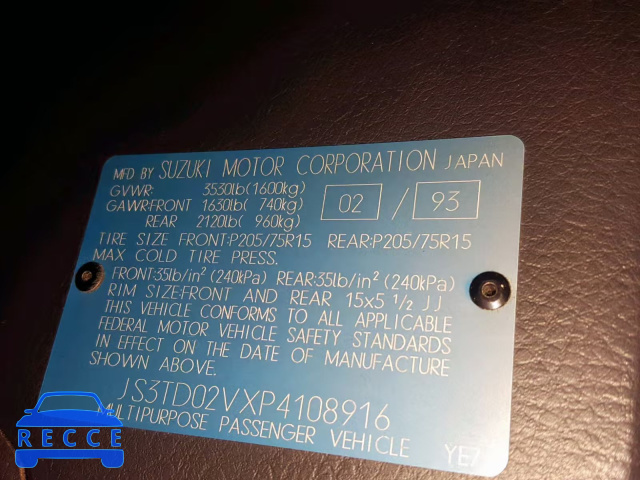 MFD BY SUZUKI MOTOR CORPORATION JAPAN
GVWR: 3530lb(1600kg)
GAWR:FRONT 1630lb( 740kg) 02 / 93
REAR 2120lb( 960kg)
TIRE SIZE FRONT:P205/75R15 REAR:P205/75R15
MAX COLD TIRE PRESS.
FRONT:35lb/in² (240kPa) REAR:35lb/in² (240kPa)
RIM SIZE:FRONT AND REAR 15x5 1/2 JJ
THIS VEHICLE CONFORMS TO ALL APPLICABLE
FEDERAL MOTOR VEHICLE SAFETY STANDARDS
IN EFFECT ON THE DATE OF MANUFACTURE
SHOWN ABOVE.
JS3TD02VXP4108916
MULTIPURPOSE PASSENGER VEHICLE YE7
RECCE